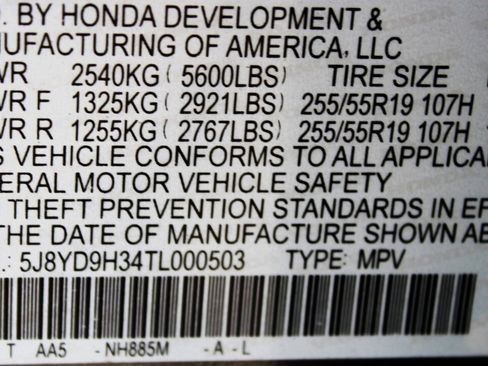 . BY HONDA DEVELOPMENT &
NUFACTURING OF AMERICA, LLC
WR 2540KG ( 5600LBS) TIRE SIZE
WR F 1325KG ( 2921LBS) 255/55R19 107H
WR R 1255KG ( 2767LBS) 255/55R19 107H
S VEHICLE CONFORMS TO ALL APPLICA
ERAL MOTOR VEHICLE SAFETY
THEFT PREVENTION STANDARDS IN EF
THE DATE OF MANUFACTURE SHOWN AB
.: 5J8YD9H34TL000503 TYPE: MPV
T AA5 - NH885M - A - L